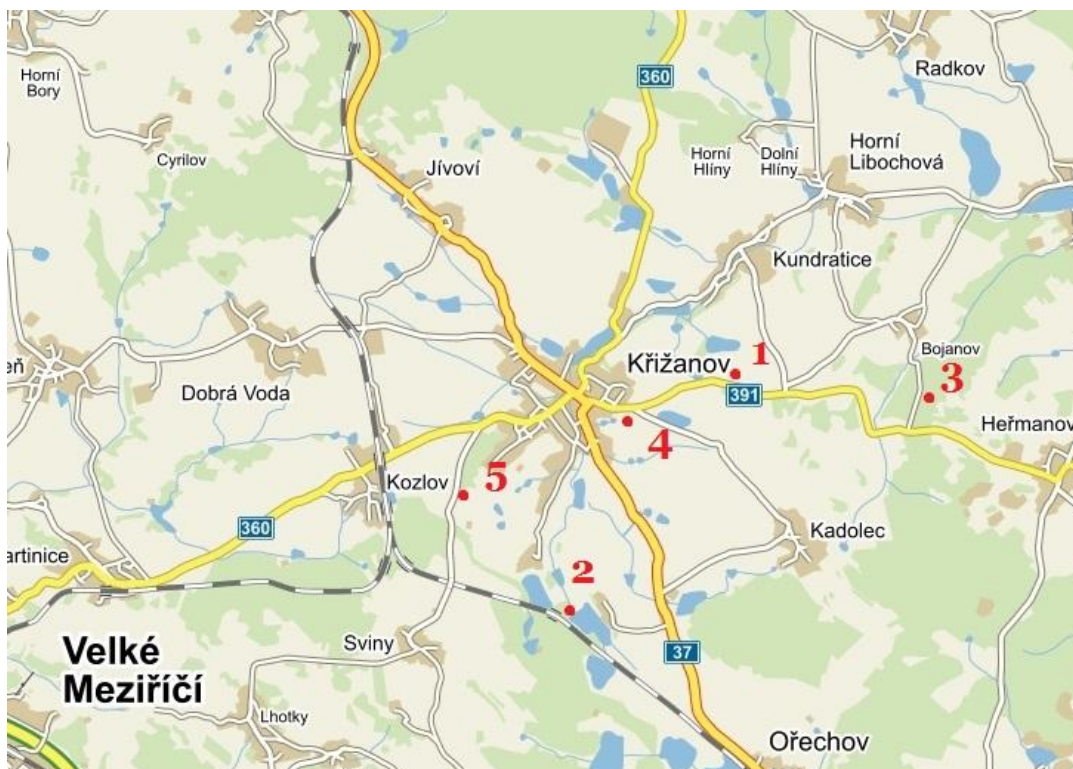 360
Radkov
Horní
Bory
Cyrilov
Jívoví
Horní
Hlíny
Dolní
Hlíny
Horní
Libochová
Kundratice
Bojanov
Křižanov
1
391
3
Dobrá Voda
4
Heřmanov
Kozlov
5
360
Kadolec
artinice
2
Sviny
37
Velké
Meziříčí
Lhotky
Ořechov
eň